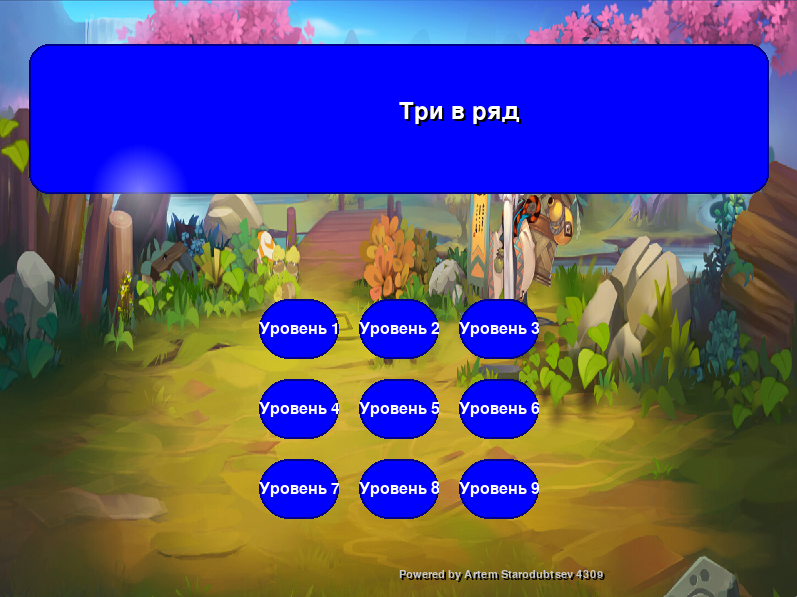 Три в ряд
Уровень 1 Уровень 2 Уровень 3
Уровень 4 Уровень 5 Уровень 6
Уровень 7 Уровень 8 Уровень 9
Powered by Artem Starodubtsev 4309